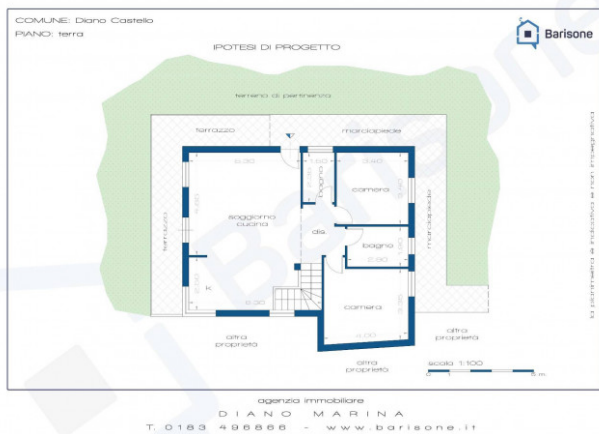 COMUNE: Diano Castello
PIANO: terra
Barisone
IPOTESI DI PROGETTO
terreno di pertinenza
terrazzo
marciapiede
bagno
camera
soggiorno
cucina
dis.
bagno
2.80
marciapiede
terrazzo
K
camera
altra
proprietà
altra
proprietà
altra
proprietà
scala 1:100
agenzia immobiliare
DIANO MARINA
T. 0183 496866 - www.barisone.it